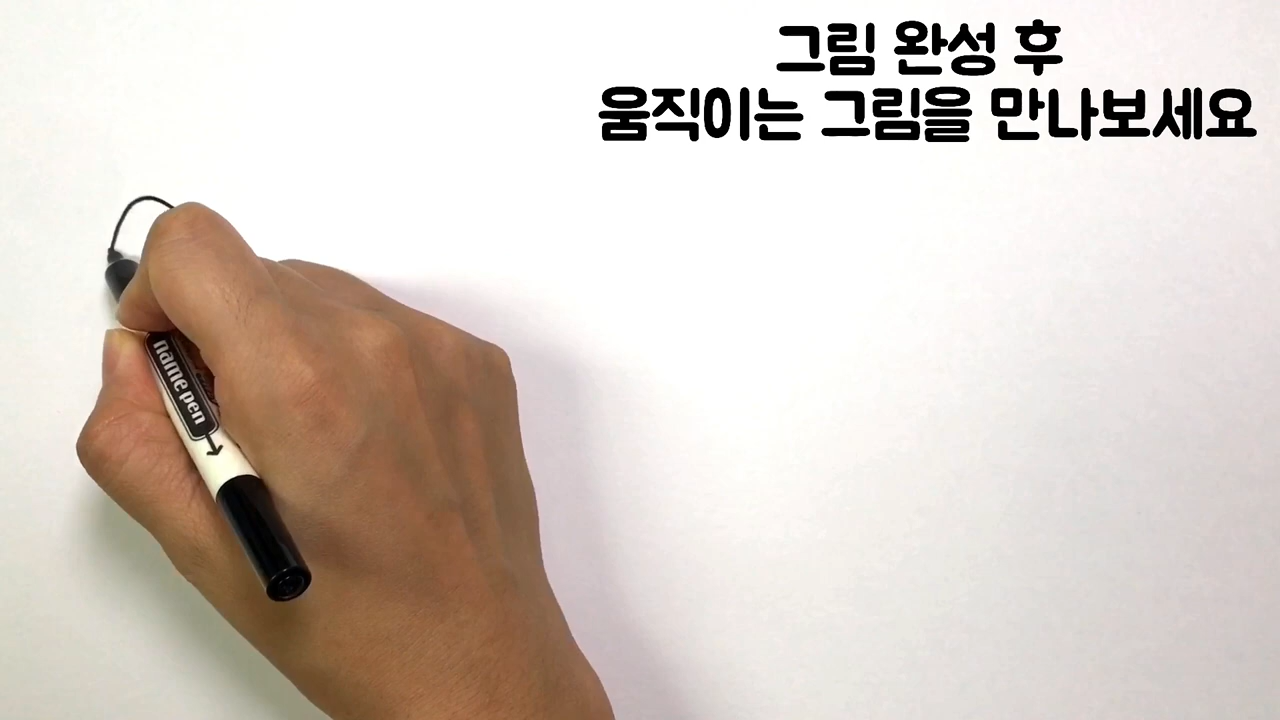 그림 완성 후
움직이는 그림을 만나보세요
name pen